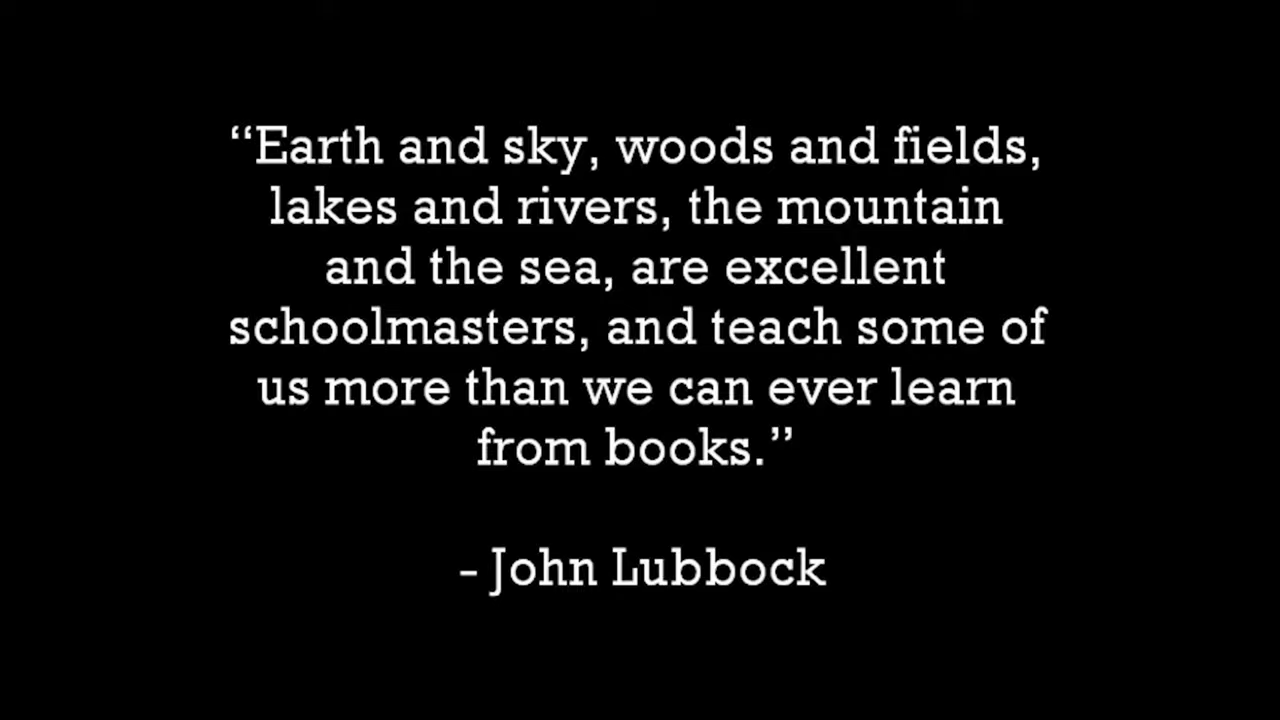 “Earth and sky, woods and fields,
lakes and rivers, the mountain
and the sea, are excellent
schoolmasters, and teach some of
us more than we can ever learn
from books.”
- John Lubbock